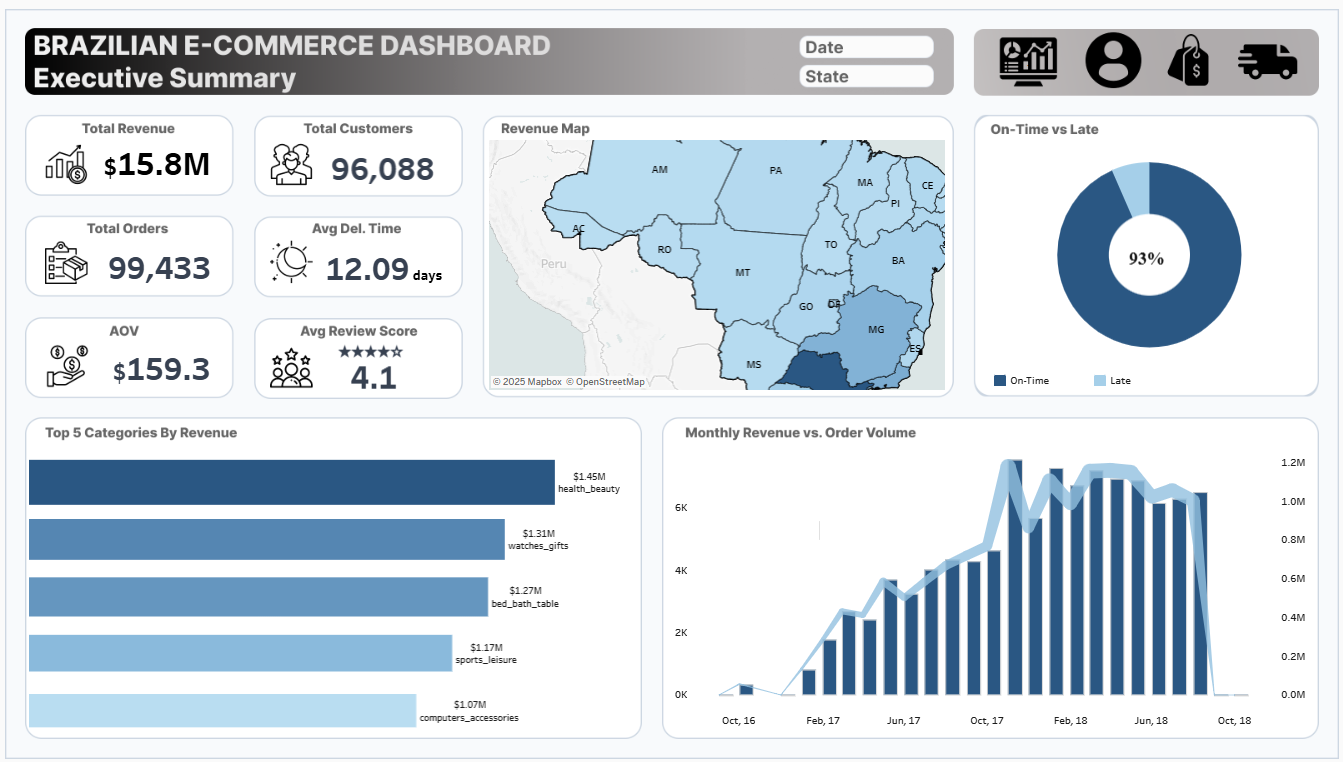 BRAZILIAN E-COMMERCE DASHBOARD
Executive Summary
Date
State
Total Revenue
$15.8M
Total Customers
96,088
Total Orders
99,433
Avg Del. Time
12.09 days
AOV
$159.3
Avg Review Score
4.1
Revenue Map
AM
PA
MA
CE
PI
AC
RO
TO
Peru
MT
BA
GO
DF
MG
ES
MS
© 2025 Mapbox © OpenStreetMap
On-Time vs Late
93%
On-Time
Late
Top 5 Categories By Revenue
$1.45M
health_beauty
$1.31M
watches_gifts
$1.27M
bed_bath_table
$1.17M
sports_leisure
$1.07M
computers_accessories
Monthly Revenue vs. Order Volume
6K
4K
2K
0K
1.2M
1.0M
0.8M
0.6M
0.4M
0.2M
0.0M
Oct, 16
Feb, 17
Jun, 17
Oct, 17
Feb, 18
Jun, 18
Oct, 18